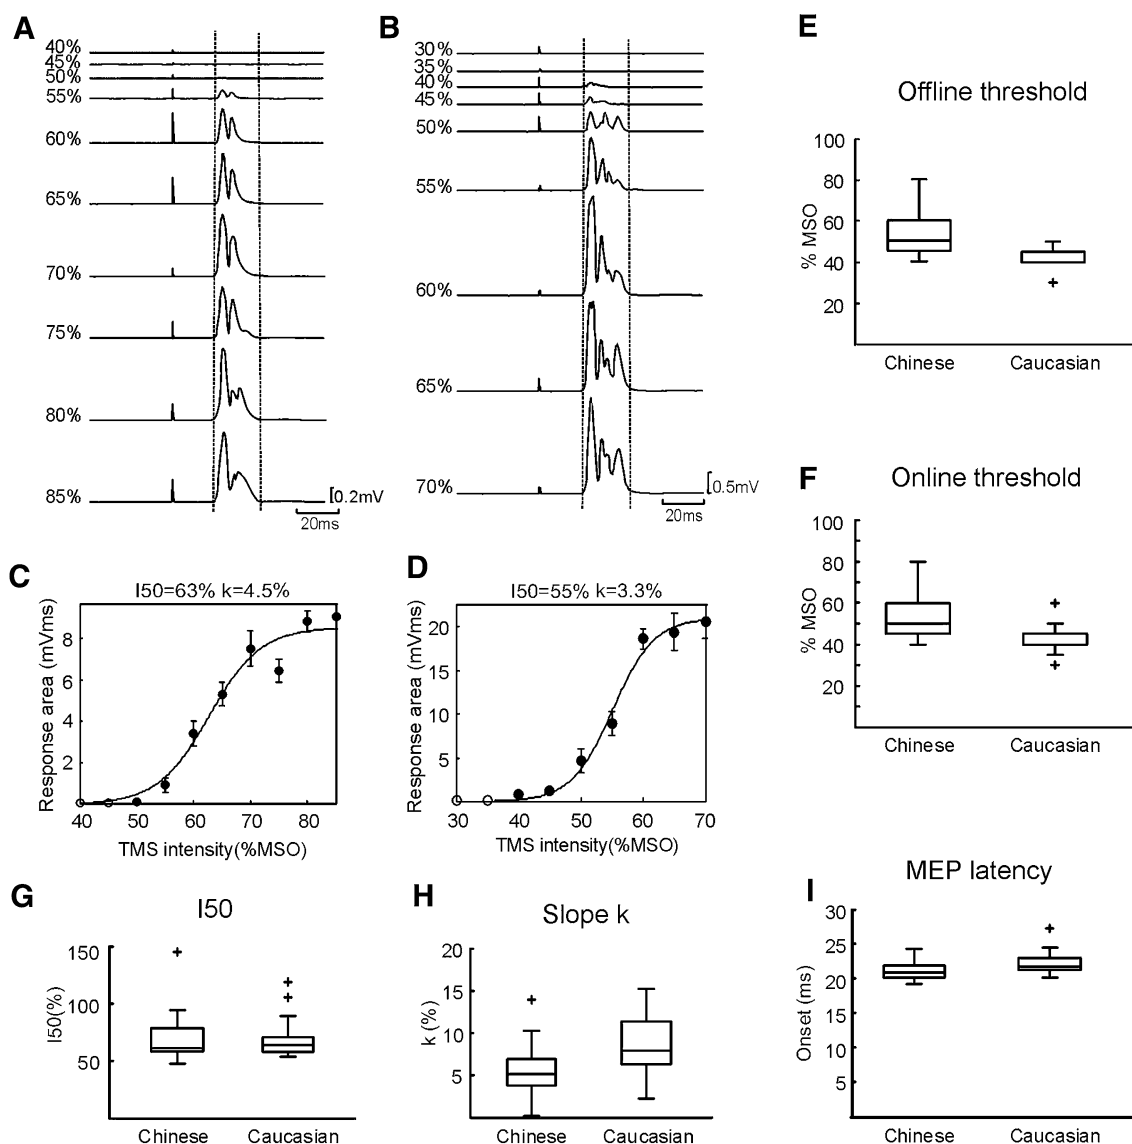 A
40%
45%
50%
55%
60%
65%
70%
75%
80%
85%
0.2mV
20ms
B
30%
35%
40%
45%
50%
55%
60%
65%
70%
0.5mV
20ms
E
Offline threshold
% MSO
100
80
60
40
20
Chinese Caucasian
F
Online threshold
% MSO
100
80
60
40
20
Chinese Caucasian
C
I50=63% k=4.5%
Response area (mVms)
8
6
4
2
40 50 60 70 80
TMS intensity(%MSO)
D
I50=55% k=3.3%
Response area (mVms)
20
15
10
5
30 40 50 60 70
TMS intensity(%MSO)
G
I50
I50(%)
150
100
50
Chinese Caucasian
H
Slope k
k (%)
20
15
10
5
Chinese Caucasian
I
MEP latency
Onset (ms)
30
25
20
15
10
5
Chinese Caucasian